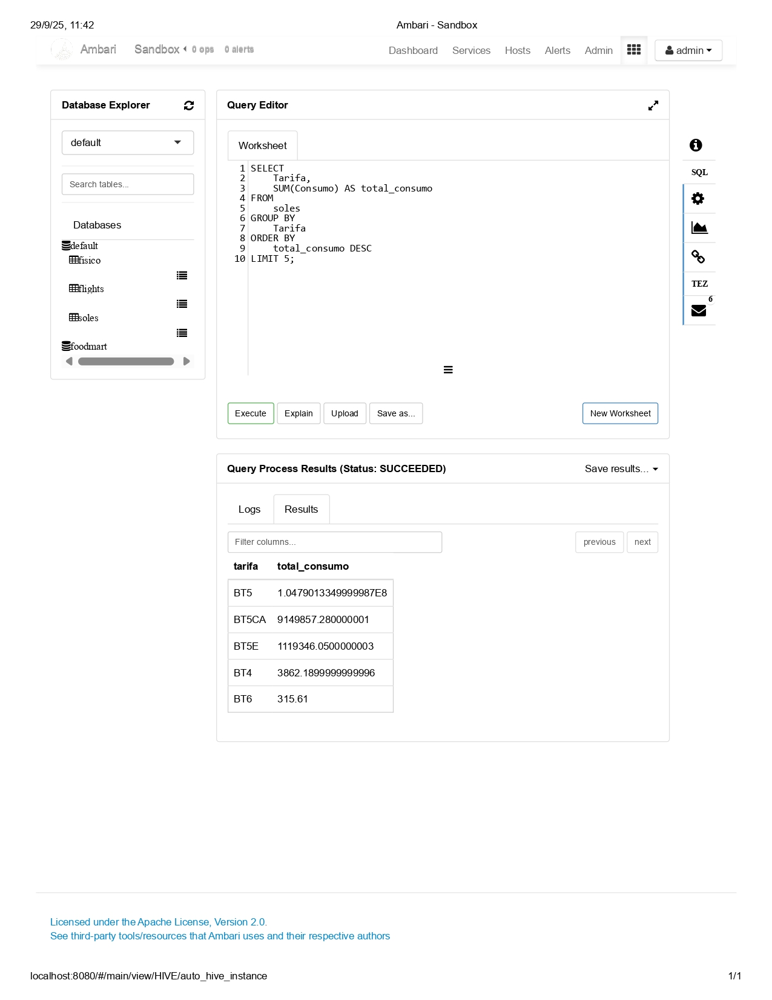 29/9/25, 11:42 Ambari - Sandbox
Ambari Sandbox 0 ops 0 alerts Dashboard Services Hosts Alerts Admin admin
Database Explorer
default
Search tables...
Databases
default
fisico
flights
soles
foodmart
Query Editor
Worksheet
1 SELECT
2 Tarifa,
3 SUM(Consumo) AS total_consumo
4 FROM
5 soles
6 GROUP BY
7 Tarifa
8 ORDER BY
9 total_consumo DESC
10 LIMIT 5;
Execute Explain Upload Save as... New Worksheet
SQL
TEZ
6
Query Process Results (Status: SUCCEEDED) Save results...
Logs Results
Filter columns... previous next
tarifa total_consumo
BT5 1.0479013349999987E8
BT5CA 9149857.280000001
BT5E 1119346.0500000003
BT4 3862.1899999999996
BT6 315.61
Licensed under the Apache License, Version 2.0.
See third-party tools/resources that Ambari uses and their respective authors
localhost:8080/#/main/view/HIVE/auto_hive_instance 1/1